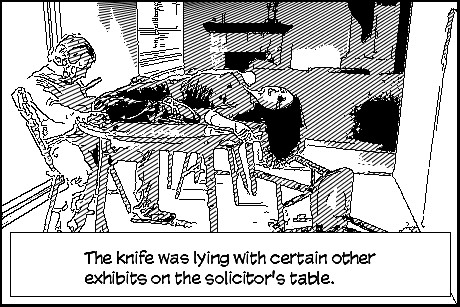 The knife was lying with certain other
exhibits on the solicitor's table.